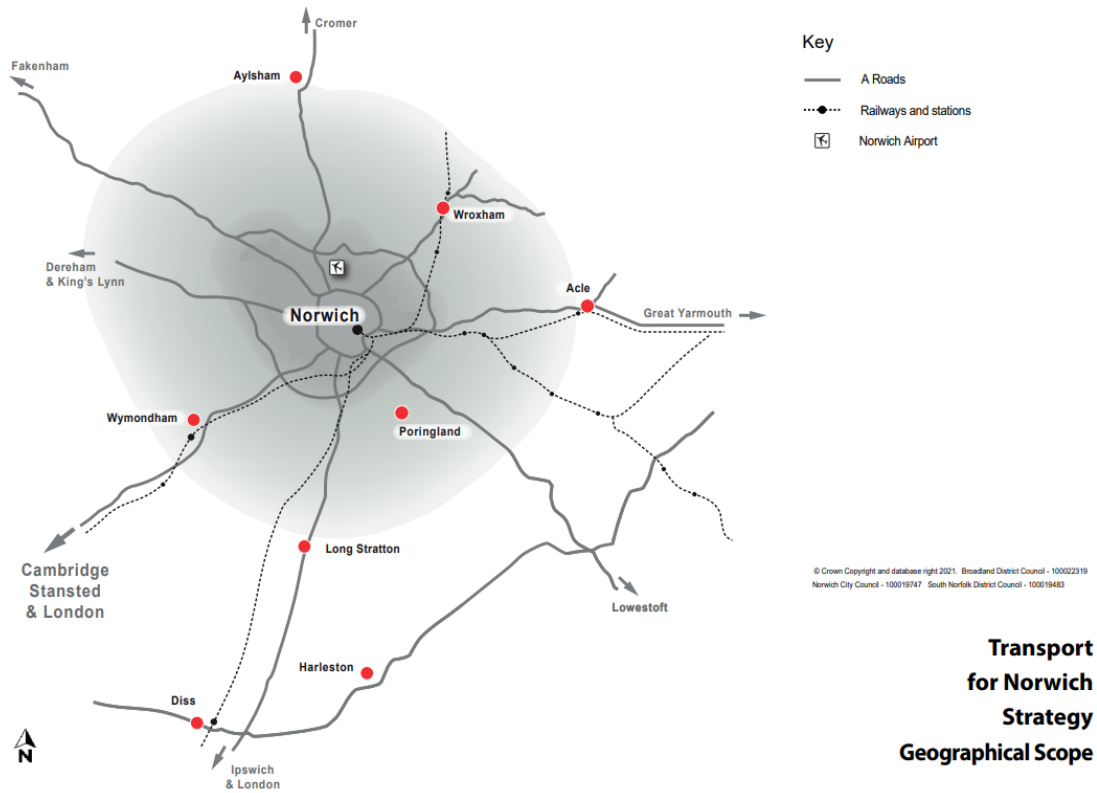 Cromer
Fakenham
Aylsham
Wroxham
Dereham
& King's Lynn
Norwich
Acle
Great Yarmouth
Wymondham
Poringland
Long Stratton
Cambridge
Stansted
& London
Lowestoft
Harleston
Diss
Ipswich
& London
N
Key
A Roads
Railways and stations
Norwich Airport
© Crown Copyright and database right 2021.  Broadland District Council - 100022319
Norwich City Council - 100019747   South Norfolk District Council - 100019483
Transport
for Norwich
Strategy
Geographical Scope